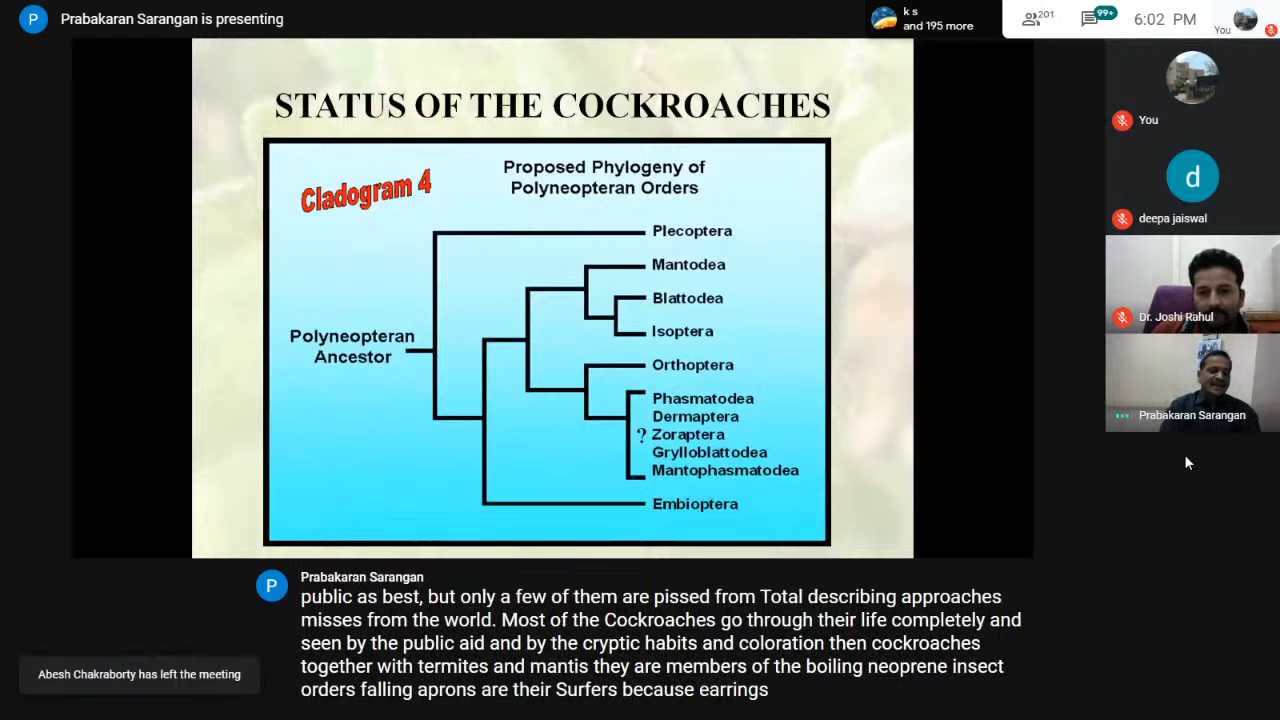 P Prabakaran Sarangan is presenting
k s
and 195 more
201
99+
6:02 PM
You
STATUS OF THE COCKROACHES
Cladogram 4
Proposed Phylogeny of
Polyneopteran Orders
Plecoptera
Mantodea
Blattodea
Isoptera
Polyneopteran
Ancestor
Orthoptera
Phasmatodea
Dermaptera
? Zoraptera
Grylloblattodea
Mantophasmatodea
Embioptera
You
d
deepa jaiswal
Dr. Joshi Rahul
Prabakaran Sarangan
P Prabakaran Sarangan
public as best, but only a few of them are pissed from Total describing approaches
misses from the world. Most of the Cockroaches go through their life completely and
seen by the public aid and by the cryptic habits and coloration then cockroaches
together with termites and mantis they are members of the boiling neoprene insect
orders falling aprons are their Surfers because earrings
Abesh Chakraborty has left the meeting